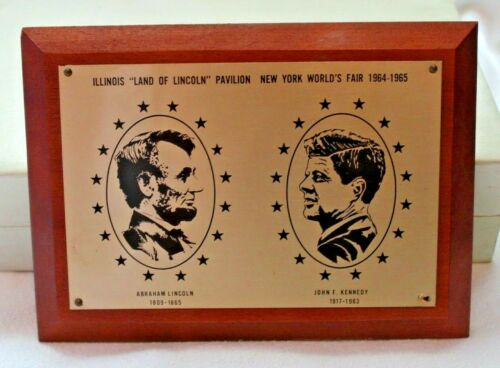 ILLINOIS "LAND OF LINCOLN" PAVILION NEW YORK WORLD'S FAIR 1964-1965
ABRAHAM LINCOLN
1809-1865
JOHN F. KENNEDY
1917-1963